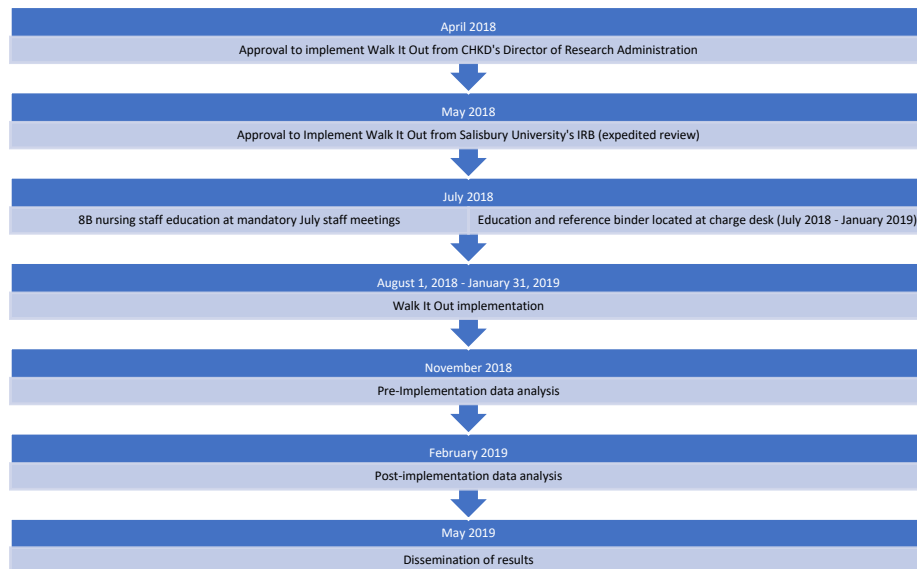 April 2018
Approval to implement Walk It Out from CHKD's Director of Research Administration
May 2018
Approval to Implement Walk It Out from Salisbury University's IRB (expedited review)
July 2018
8B nursing staff education at mandatory July staff meetings
Education and reference binder located at charge desk (July 2018 - January 2019)
August 1, 2018 - January 31, 2019
Walk It Out implementation
November 2018
Pre-Implementation data analysis
February 2019
Post-implementation data analysis
May 2019
Dissemination of results